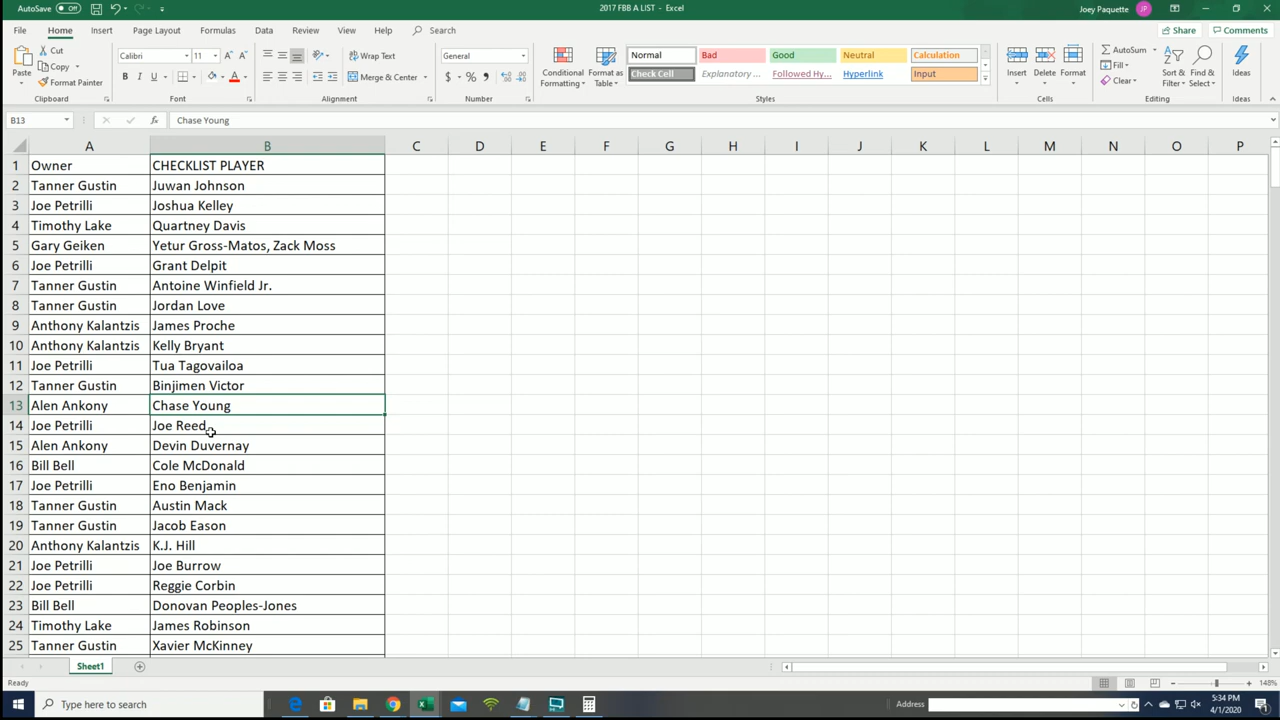 AutoSave Off
2017 FBB A LIST - Excel
Joey Paquette JP
File Home Insert Page Layout Formulas Data Review View Help Search Share Comments
Paste
Cut
Copy
Format Painter
Clipboard
Calibri 11
B I U
Font
Wrap Text
Merge & Center
Alignment
General
$ % ,
Number
Conditional Formatting
Format as Table
Normal Bad Good Neutral Calculation
Check Cell Explanatory ... Followed Hy... Hyperlink Input
Styles
Insert Delete Format
Cells
AutoSum
Fill
Clear
Sort & Filter
Find & Select
Editing
Ideas
Ideas
B13 fx Chase Young
A B C D E F G H I J K L M N O P
1 Owner CHECKLIST PLAYER
2 Tanner Gustin Juwan Johnson
3 Joe Petrilli Joshua Kelley
4 Timothy Lake Quartney Davis
5 Gary Geiken Yetur Gross-Matos, Zack Moss
6 Joe Petrilli Grant Delpit
7 Tanner Gustin Antoine Winfield Jr.
8 Tanner Gustin Jordan Love
9 Anthony Kalantzis James Proche
10 Anthony Kalantzis Kelly Bryant
11 Joe Petrilli Tua Tagovailoa
12 Tanner Gustin Binjimen Victor
13 Alen Ankony Chase Young
14 Joe Petrilli Joe Reed
15 Alen Ankony Devin Duvernay
16 Bill Bell Cole McDonald
17 Joe Petrilli Eno Benjamin
18 Tanner Gustin Austin Mack
19 Tanner Gustin Jacob Eason
20 Anthony Kalantzis K.J. Hill
21 Joe Petrilli Joe Burrow
22 Joe Petrilli Reggie Corbin
23 Bill Bell Donovan Peoples-Jones
24 Timothy Lake James Robinson
25 Tanner Gustin Xavier McKinney
Sheet1
Ready
148%
Type here to search
Address
5:34 PM
4/1/2020